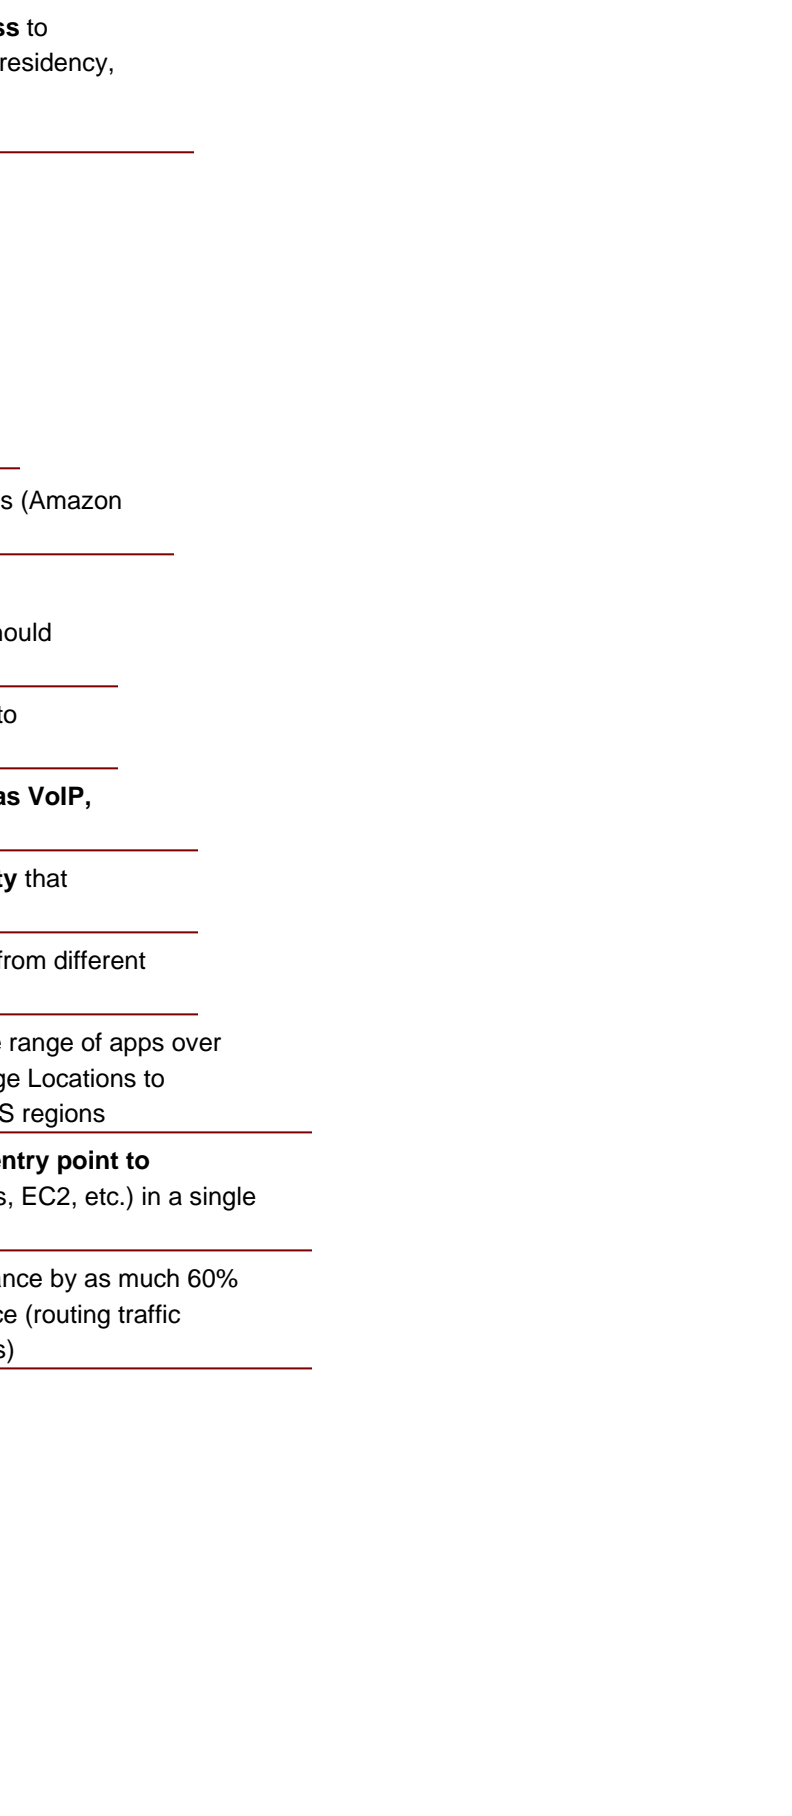 ss to
residency,
s (Amazon
hould
to
as VoIP,
ty that
from different
e range of apps over
ge Locations to
S regions
entry point to
s, EC2, etc.) in a single
ance by as much 60%
ce (routing traffic
s)